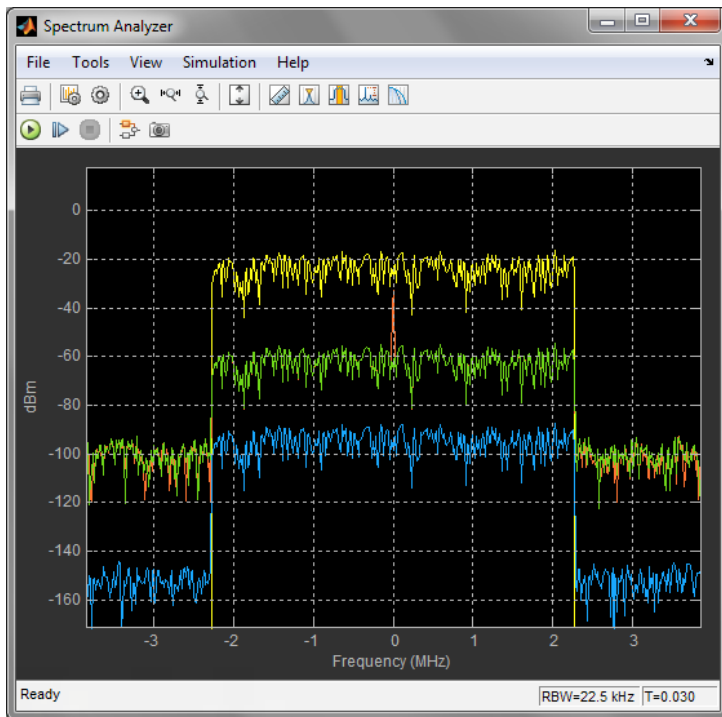 Spectrum Analyzer
File Tools View Simulation Help
0
-20
-40
-60
-80
-100
-120
-140
-160
dBm
-3 -2 -1 0 1 2 3
Frequency (MHz)
Ready RBW=22.5 kHz T=0.030